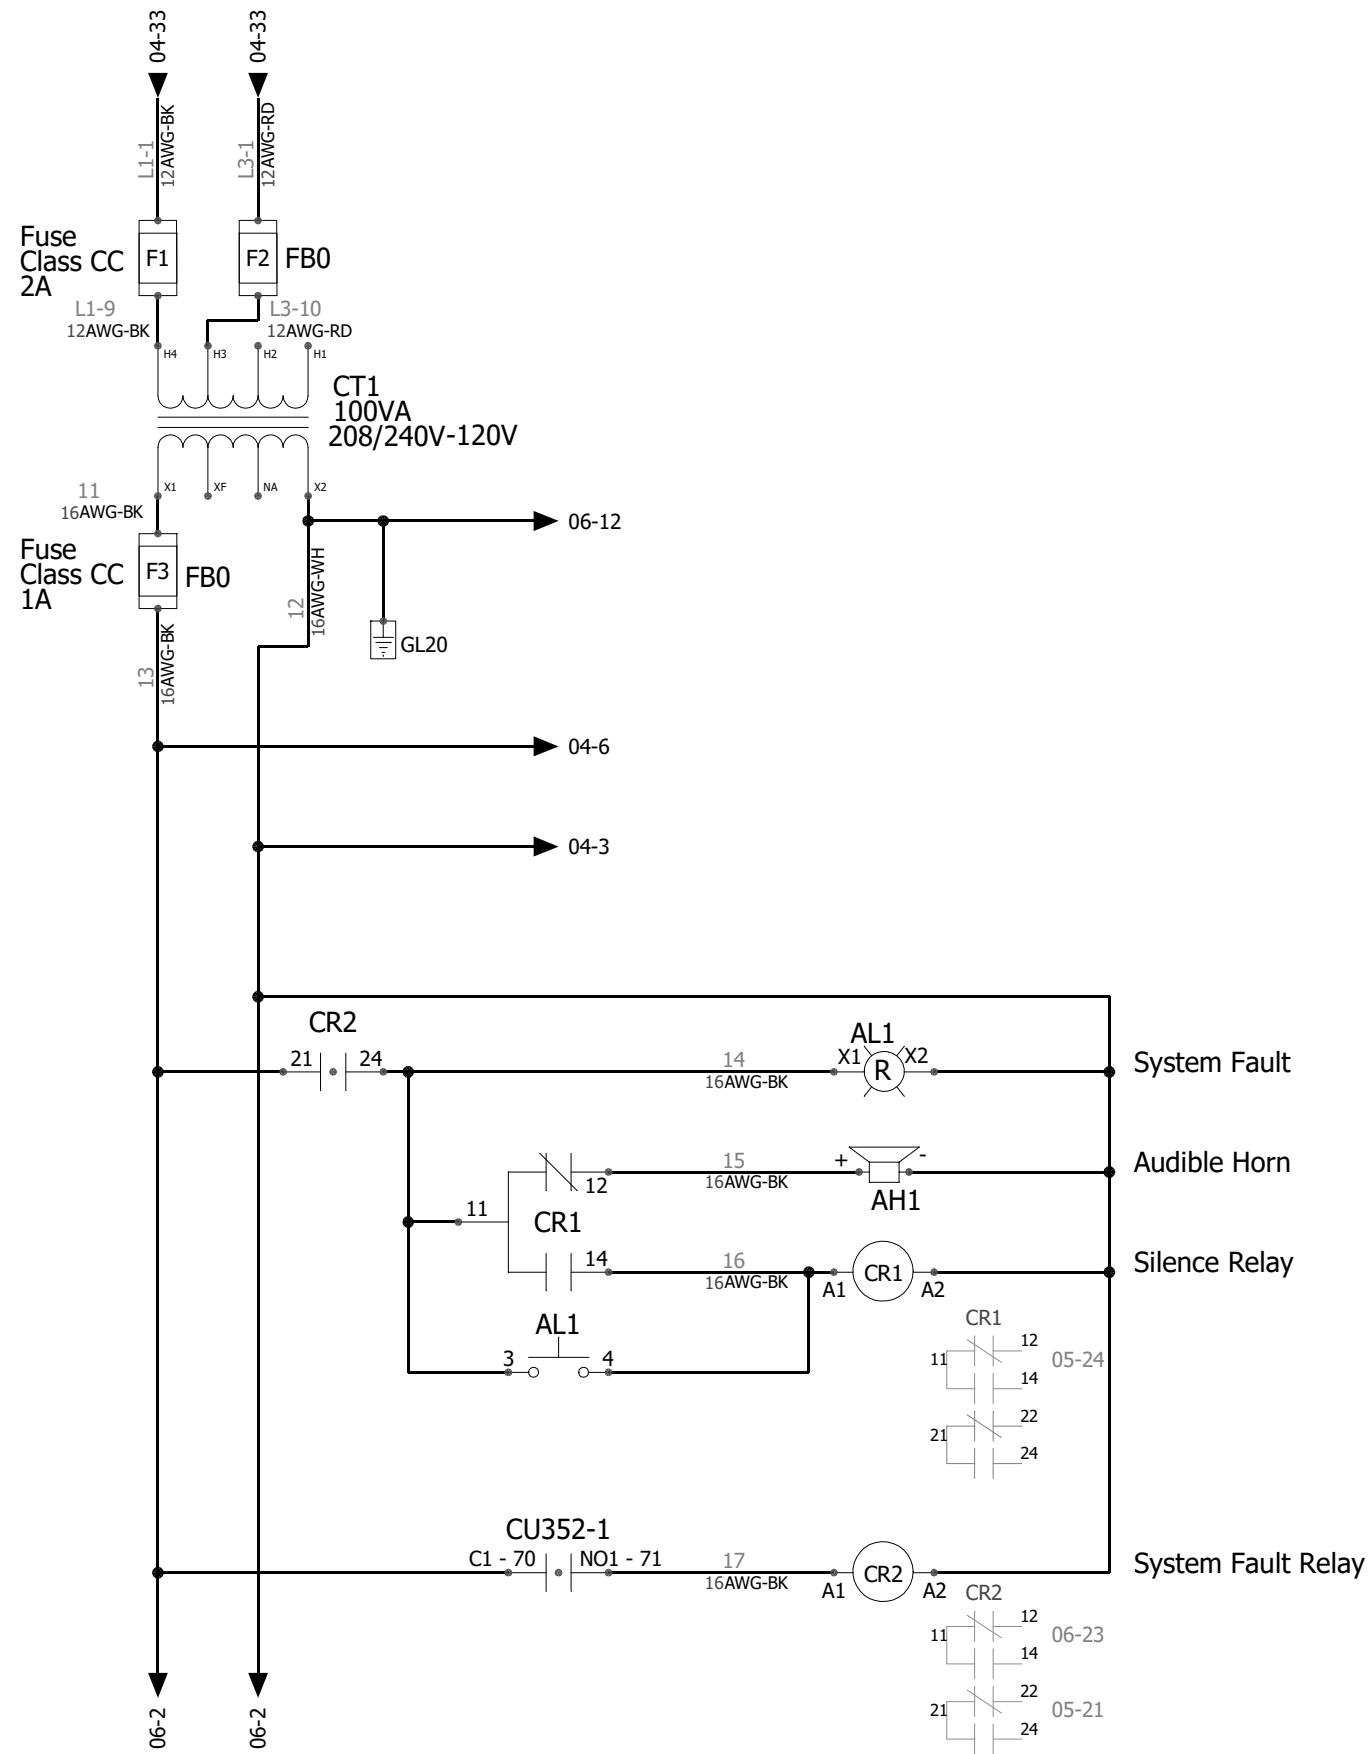 04-33
04-33
L1-1
12AWG-BK
L3-1
12AWG-RD
Fuse
Class CC
2A
F1
F2
FB0
L1-9
12AWG-BK
L3-10
12AWG-RD
H4
H3
H2
H1
CT1
100VA
208/240V-120V
X1
XF
NA
X2
11
16AWG-BK
06-12
Fuse
Class CC
1A
F3
FB0
12
16AWG-WH
GL20
13
16AWG-BK
04-6
04-3
CR2
21
24
14
16AWG-BK
AL1
X1
R
X2
System Fault
12
15
16AWG-BK
+
-
AH1
Audible Horn
11
CR1
14
16
16AWG-BK
A1
CR1
A2
Silence Relay
AL1
3
4
CR1
11
12
14
05-24
21
22
24
CU352-1
C1 - 70
NO1 - 71
17
16AWG-BK
A1
CR2
A2
System Fault Relay
CR2
11
12
14
06-23
21
22
24
05-21
06-2
06-2